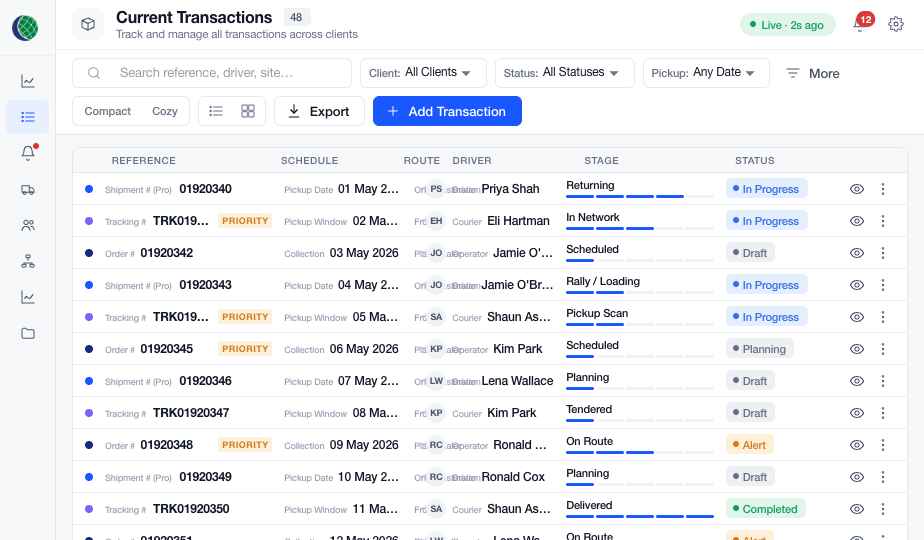 Current Transactions 48
Track and manage all transactions across clients
Live · 2s ago
12
Search reference, driver, site…
Client: All Clients
Status: All Statuses
Pickup: Any Date
More
Compact Cozy
Export
Add Transaction
REFERENCE SCHEDULE ROUTE DRIVER STAGE STATUS
Shipment # (Pro) 01920340 Pickup Date 01 May 2… PS Priya Shah Returning In Progress
Tracking # TRK019… PRIORITY Pickup Window 02 Ma… EH Courier Eli Hartman In Network In Progress
Order # 01920342 Collection 03 May 2026 JO Operator Jamie O'… Scheduled Draft
Shipment # (Pro) 01920343 Pickup Date 04 May 2… JO Jamie O'Br… Rally / Loading In Progress
Tracking # TRK019… PRIORITY Pickup Window 05 Ma… SA Courier Shaun As… Pickup Scan In Progress
Order # 01920345 PRIORITY Collection 06 May 2026 KP Operator Kim Park Scheduled Planning
Shipment # (Pro) 01920346 Pickup Date 07 May 2… LW Lena Wallace Planning Draft
Tracking # TRK01920347 Pickup Window 08 Ma… KP Courier Kim Park Tendered Draft
Order # 01920348 PRIORITY Collection 09 May 2026 RC Operator Ronald … On Route Alert
Shipment # (Pro) 01920349 Pickup Date 10 May 2… RC Ronald Cox Planning Draft
Tracking # TRK01920350 Pickup Window 11 Ma… SA Courier Shaun As… Delivered Completed
On Route